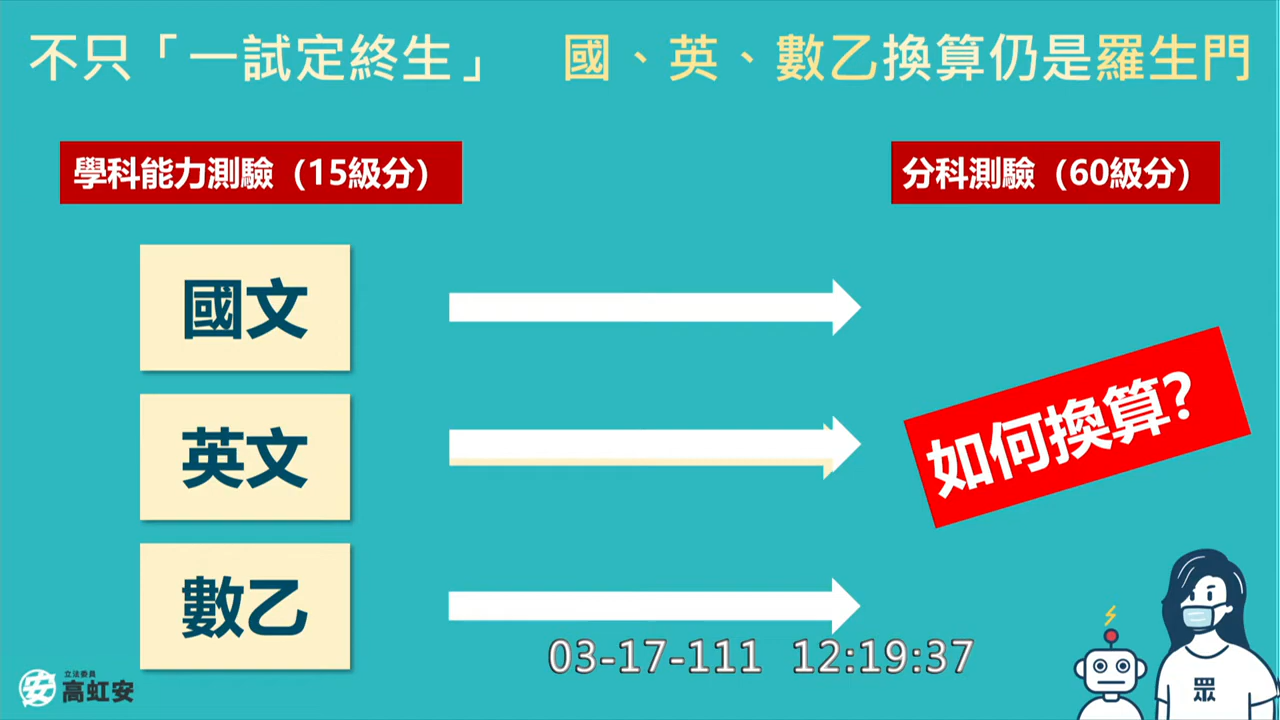 不只「一試定終生」 國、英、數乙換算仍是羅生門
學科能力測驗（15級分）
分科測驗（60級分）
國文
英文
如何換算?
數乙
03-17-111 12:19:37
立法委員
安 高虹安
眾